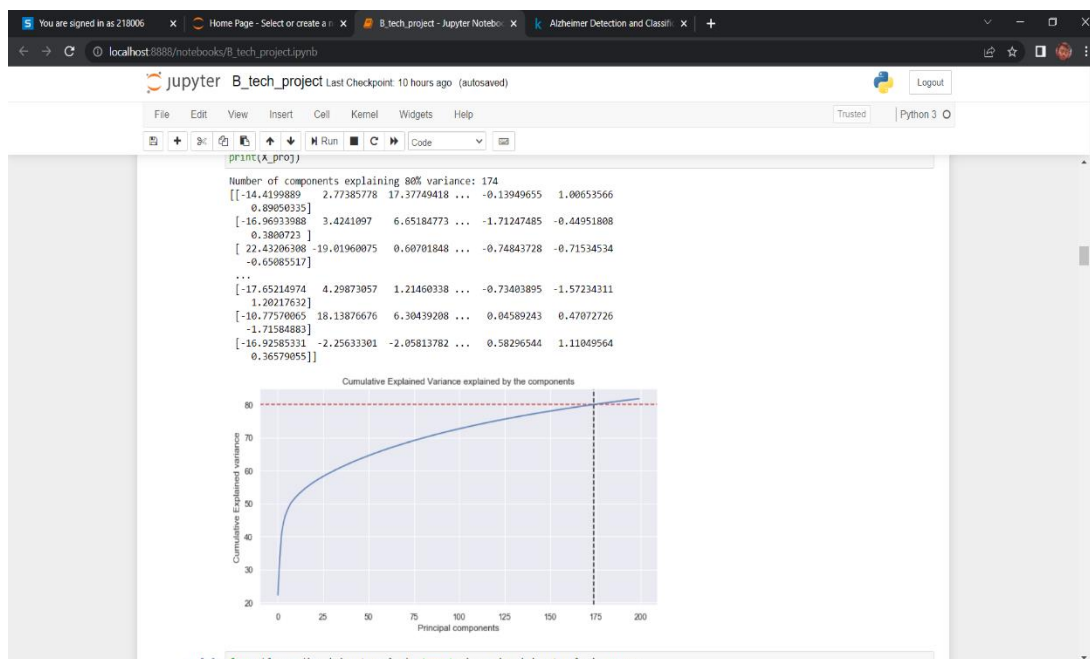 You are signed in as 218006
Home Page - Select or create a n
B_tech_project - Jupyter Notebo
k Alzheimer Detection and Classifi
localhost:8888/notebooks/B_tech_project.ipynb
jupyter B_tech_project Last Checkpoint: 10 hours ago (autosaved)
Logout
File Edit View Insert Cell Kernel Widgets Help
Trusted Python 3
Run Code
print(X_proj)
Number of components explaining 80% variance: 174
[[-14.4199889 2.77385778 17.37749418 ... -0.13949655 1.00653566
0.89050335]
[-16.96933988 3.4241097 6.65184773 ... -1.71247485 -0.44951808
0.3800723 ]
[ 22.43206308 -19.01960075 0.60701848 ... -0.74843728 -0.71534534
-0.65085517]
...
[-17.65214974 4.29873057 1.21460338 ... -0.73403895 -1.57234311
1.20217632]
[-10.77570065 18.13876676 6.30439208 ... 0.04589243 0.47072726
-1.71584883]
[-16.92585331 -2.25633301 -2.05813782 ... 0.58296544 1.11049564
0.36579055]]
Cumulative Explained Variance explained by the components
Cumulative Explained variance
80
70
60
50
40
30
20
0 25 50 75 100 125 150 175 200
Principal components